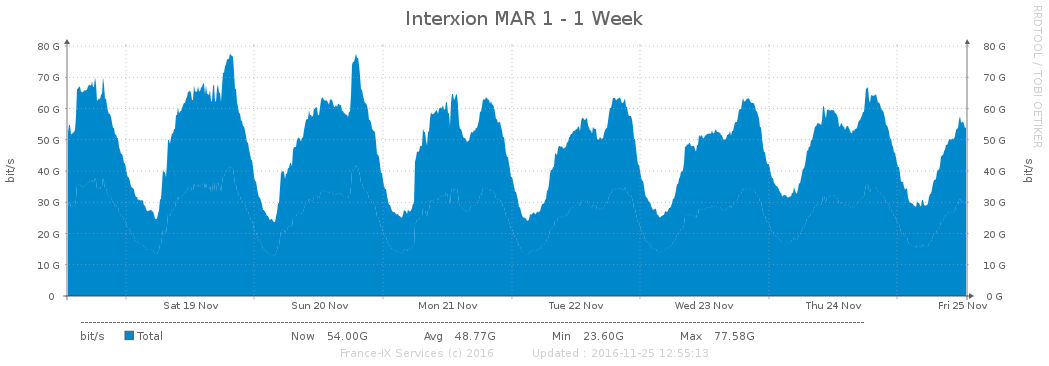 Interxion MAR 1 - 1 Week
RRDTOOL / TOBI OETIKER
80 G 80 G
70 G 70 G
60 G 60 G
50 G 50 G
40 G 40 G
30 G 30 G
20 G 20 G
10 G 10 G
0 0 G
bit/s bit/s
Sat 19 Nov Sun 20 Nov Mon 21 Nov Tue 22 Nov Wed 23 Nov Thu 24 Nov Fri 25 Nov
bit/s Total Now 54.00G Avg 48.77G Min 23.60G Max 77.58G
France-IX Services (c) 2016 Updated : 2016-11-25 12:55:13